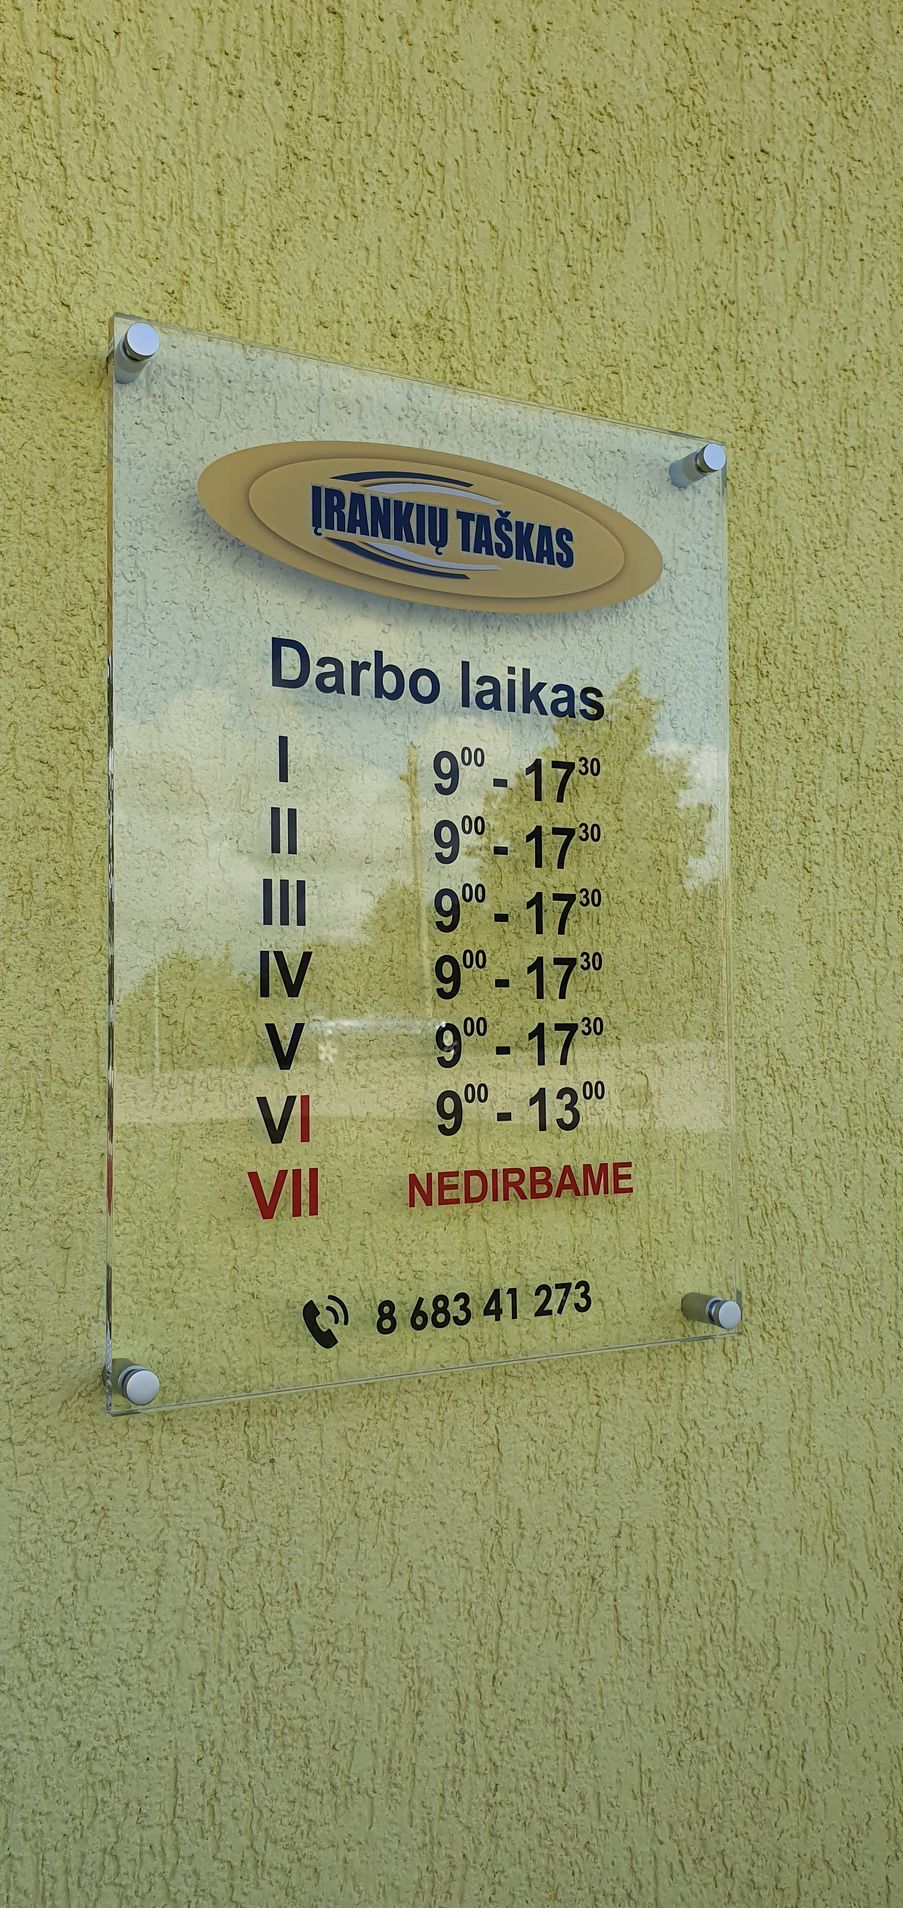 ĮRANKIŲ TAŠKAS
Darbo laikas
I 9⁰⁰ - 17³⁰
II 9⁰⁰ - 17³⁰
III 9⁰⁰ - 17³⁰
IV 9⁰⁰ - 17³⁰
V 9⁰⁰ - 17³⁰
VI 9⁰⁰ - 13⁰⁰
VII NEDIRBAME
8 683 41 273